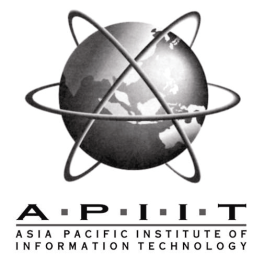 A·P·I·I·T
ASIA PACIFIC INSTITUTE OF
INFORMATION TECHNOLOGY